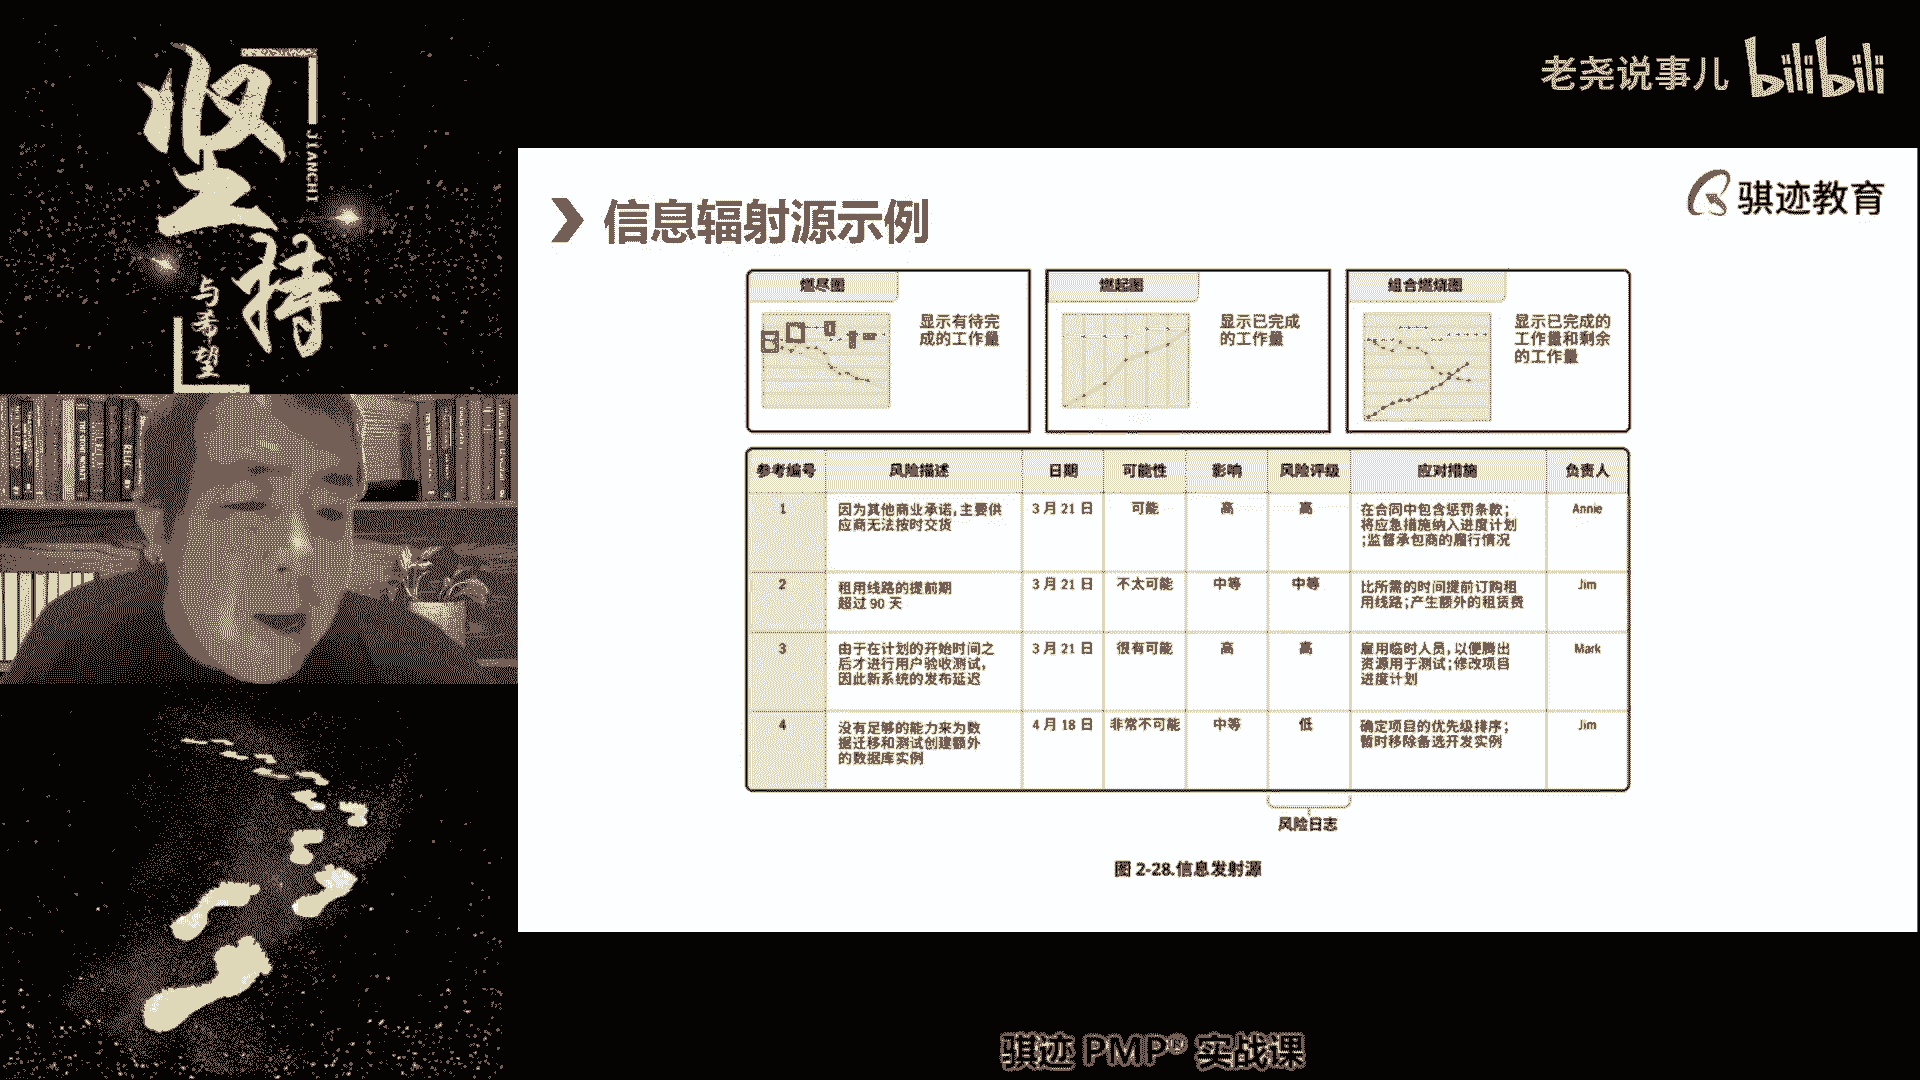 坚持
JIANCHI
与希望
老尧说事儿 bilibili
骐迹教育
信息辐射源示例
燃尽图
显示有待完
成的工作量
燃起图
显示已完成
的工作量
组合燃烧图
显示已完成的
工作量和剩余
的工作量
参考编号 风险描述 日期 可能性 影响 风险评级 应对措施 负责人
1 因为其他商业承诺,主要供 3 月 21 日 可能 高 高 在合同中包含惩罚条款; Annie
应商无法按时交货 将应急措施纳入进度计划
;监督承包商的履行情况
2 租用线路的提前期 3 月 21 日 不太可能 中等 中等 比所需的时间提前订购租 Jim
超过 90 天 用线路;产生额外的租赁费
3 由于在计划的开始时间之 3 月 21 日 很有可能 高 高 雇用临时人员,以便腾出 Mark
后才进行用户验收测试, 资源用于测试;修改项目
因此新系统的发布延迟 进度计划
4 没有足够的能力来为数 4 月 18 日 非常不可能 中等 低 确定项目的优先级排序; Jim
据迁移和测试创建额外 暂时移除备选开发实例
的数据库实例
风险日志
图 2-28.信息发射源
骐迹 PMP® 实战课